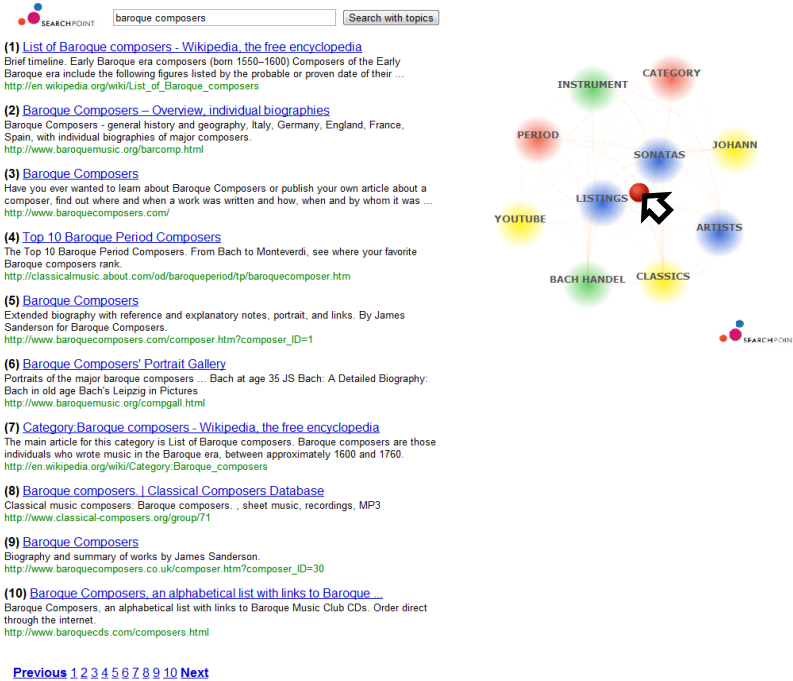 SEARCHPOINT
baroque composers
Search with topics
(1) List of Baroque composers - Wikipedia, the free encyclopedia
Brief timeline. Early Baroque era composers (born 1550–1600) Composers of the Early
Baroque era include the following figures listed by the probable or proven date of their ...
http://en.wikipedia.org/wiki/List_of_Baroque_composers
(2) Baroque Composers – Overview, individual biographies
Baroque Composers - general history and geography, Italy, Germany, England, France,
Spain, with individual biographies of major composers.
http://www.baroquemusic.org/barcomp.html
(3) Baroque Composers
Have you ever wanted to learn about Baroque Composers or publish your own article about a
composer, find out where and when a work was written and how, when and by whom it was ...
http://www.baroquecomposers.com/
(4) Top 10 Baroque Period Composers
The Top 10 Baroque Period Composers. From Bach to Monteverdi, see where your favorite
Baroque composers rank.
http://classicalmusic.about.com/od/baroqueperiod/tp/baroquecomposer.htm
(5) Baroque Composers
Extended biography with reference and explanatory notes, portrait, and links. By James
Sanderson for Baroque Composers.
http://www.baroquecomposers.com/composer.htm?composer_ID=1
(6) Baroque Composers' Portrait Gallery
Portraits of the major baroque composers ... Bach at age 35 JS Bach: A Detailed Biography:
Bach in old age Bach's Leipzig in Pictures
http://www.baroquemusic.org/compgall.html
(7) Category:Baroque composers - Wikipedia, the free encyclopedia
The main article for this category is List of Baroque composers. Baroque composers are those
individuals who wrote music in the Baroque era, between approximately 1600 and 1760.
http://en.wikipedia.org/wiki/Category:Baroque_composers
(8) Baroque composers. | Classical Composers Database
Classical music composers: Baroque composers. , sheet music, recordings, MP3
http://www.classical-composers.org/group/71
(9) Baroque Composers
Biography and summary of works by James Sanderson.
http://www.baroquecomposers.co.uk/composer.htm?composer_ID=30
(10) Baroque Composers, an alphabetical list with links to Baroque ...
Baroque Composers, an alphabetical list with links to Baroque Music Club CDs. Order direct
through the internet.
http://www.baroquecds.com/composers.html
Previous 1 2 3 4 5 6 7 8 9 10 Next
CATEGORY
INSTRUMENT
PERIOD
JOHANN
SONATAS
LISTINGS
YOUTUBE
ARTISTS
BACH HANDEL
CLASSICS
SEARCHPOIN